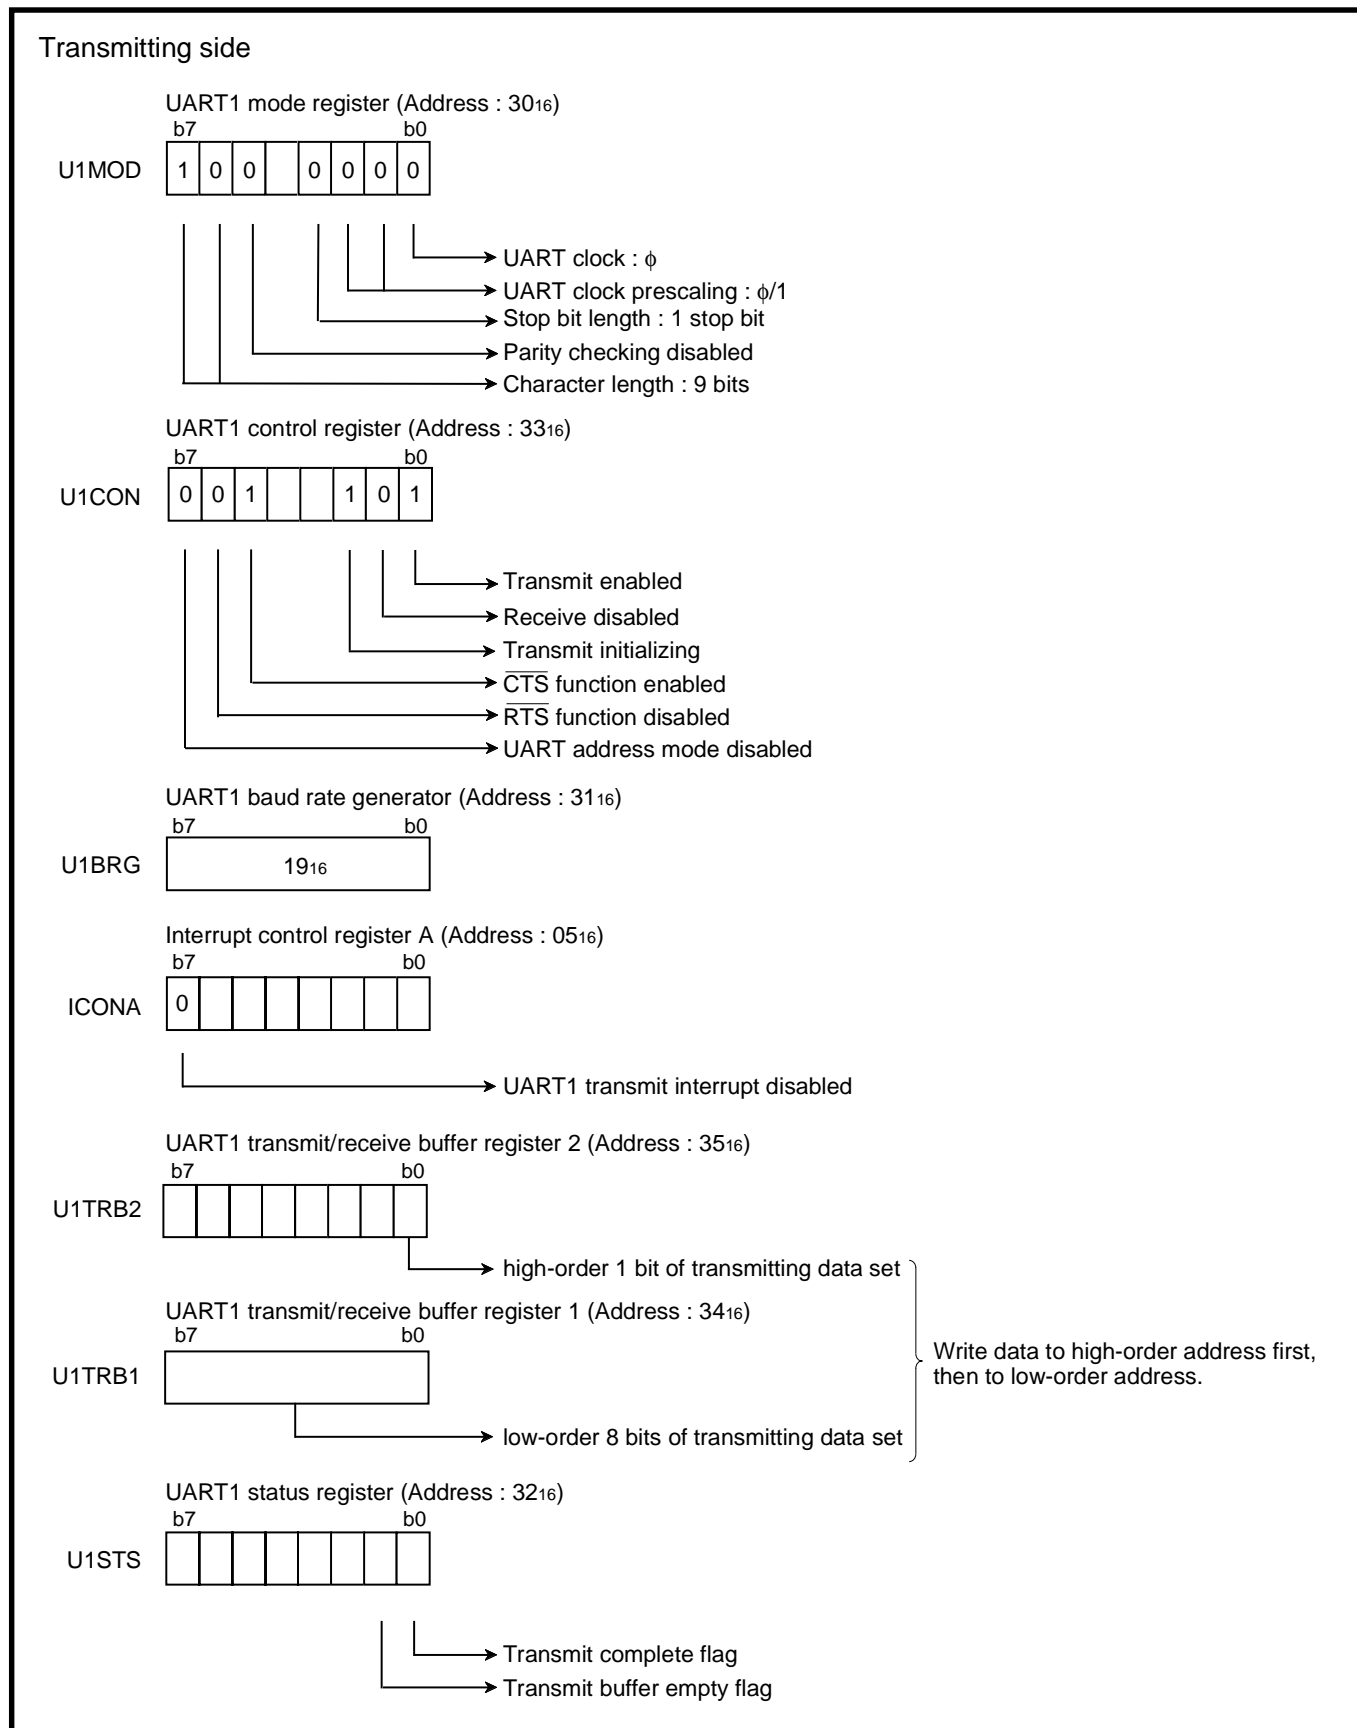 Transmitting side
UART1 mode register (Address : 3016)
b7 b0
U1MOD 1 0 0 0 0 0 0
UART clock : ϕ
UART clock prescaling : ϕ/1
Stop bit length : 1 stop bit
Parity checking disabled
Character length : 9 bits
UART1 control register (Address : 3316)
b7 b0
U1CON 0 0 1 1 0 1
Transmit enabled
Receive disabled
Transmit initializing
C̅T̅S̅ function enabled
R̅T̅S̅ function disabled
UART address mode disabled
UART1 baud rate generator (Address : 3116)
b7 b0
U1BRG 1916
Interrupt control register A (Address : 0516)
b7 b0
ICONA 0
UART1 transmit interrupt disabled
UART1 transmit/receive buffer register 2 (Address : 3516)
b7 b0
U1TRB2
high-order 1 bit of transmitting data set
UART1 transmit/receive buffer register 1 (Address : 3416)
b7 b0
U1TRB1
Write data to high-order address first,
then to low-order address.
low-order 8 bits of transmitting data set
UART1 status register (Address : 3216)
b7 b0
U1STS
Transmit complete flag
Transmit buffer empty flag